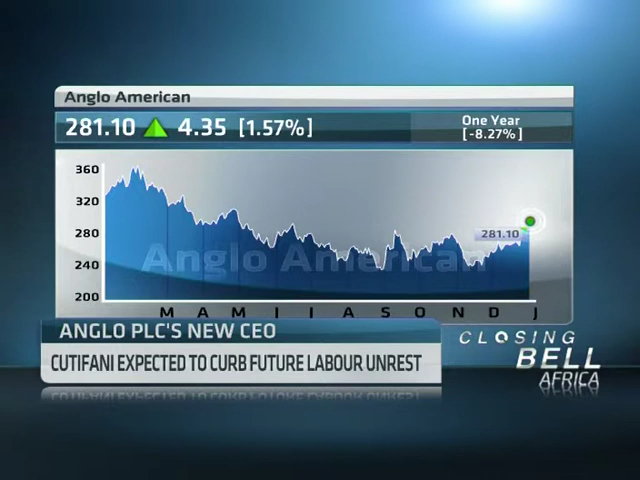 Anglo American
281.10 4.35 [1.57%]
One Year
[-8.27%]
360
320
280
240
200
Anglo American
281.10
M A M J J A S O N D J
ANGLO PLC'S NEW CEO
CUTIFANI EXPECTED TO CURB FUTURE LABOUR UNREST
CLOSING
BELL
AFRICA